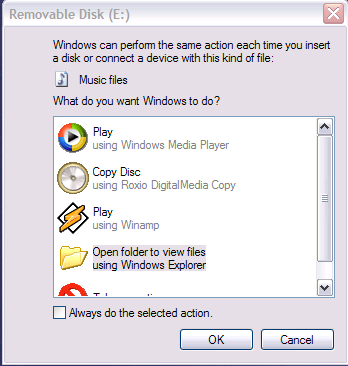 Removable Disk (E:)
Windows can perform the same action each time you insert
a disk or connect a device with this kind of file:
Music files
What do you want Windows to do?
Play
using Windows Media Player
Copy Disc
using Roxio DigitalMedia Copy
Play
using Winamp
Open folder to view files
using Windows Explorer
Always do the selected action.
OK
Cancel